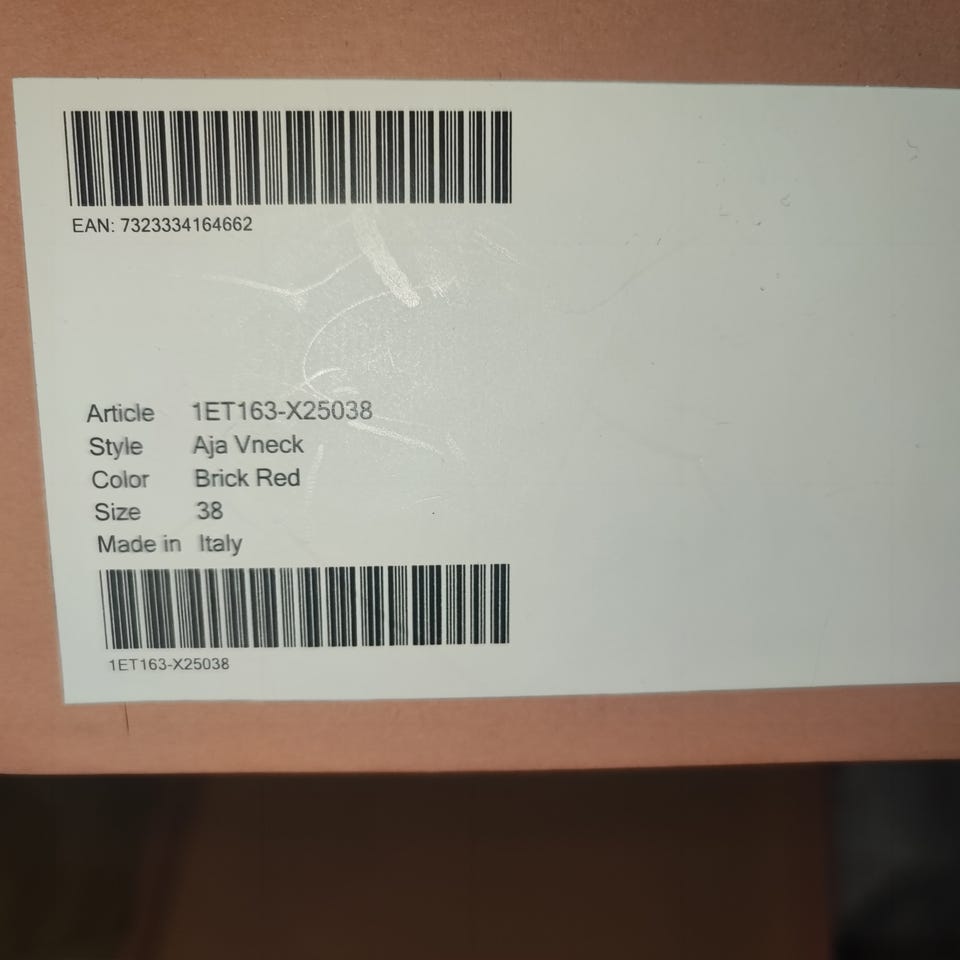 EAN: 7323334164662
Article 1ET163-X25038
Style Aja Vneck
Color Brick Red
Size 38
Made in Italy
1ET163-X25038